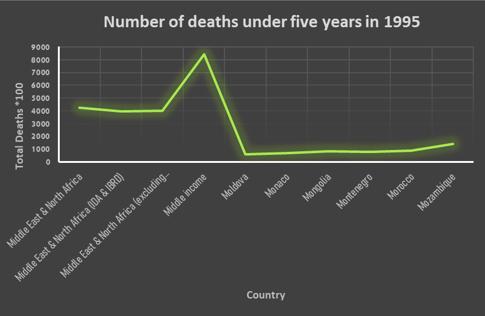 Number of deaths under five years in 1995
Total Deaths *100
9000
8000
7000
6000
5000
4000
3000
2000
1000
0
Middle East & North Africa
Middle East & North Africa (IDA & IBRD)
Middle East & North Africa (excluding...
Middle income
Moldova
Monaco
Mongolia
Montenegro
Morocco
Mozambique
Country